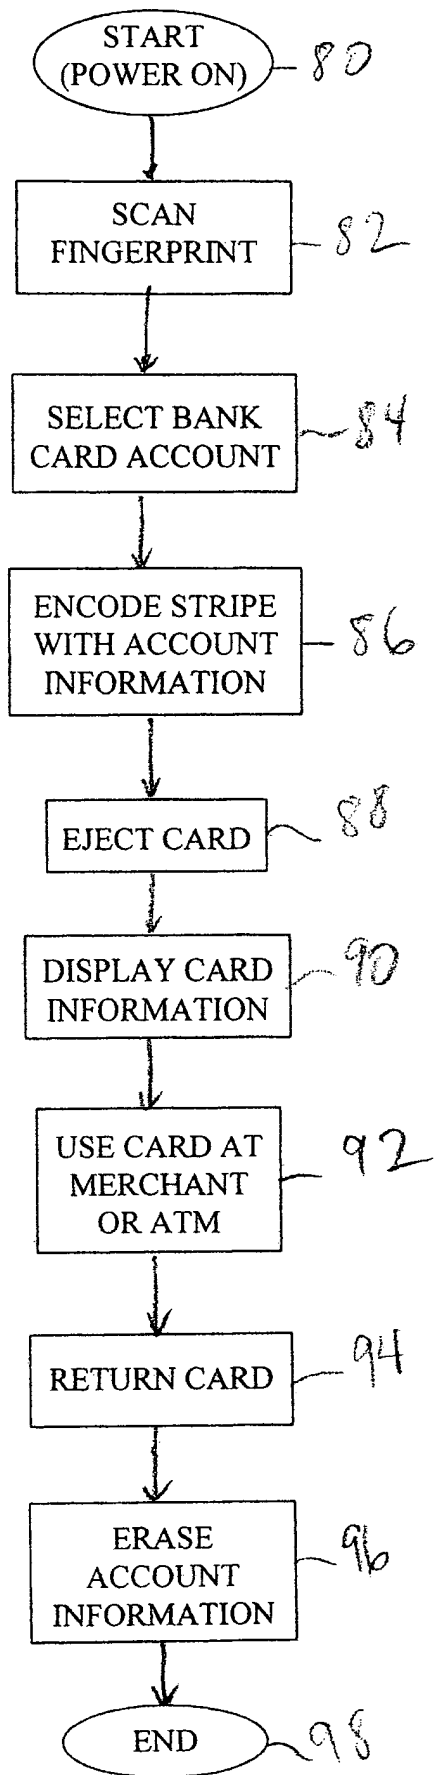 START
(POWER ON)
80
SCAN
FINGERPRINT
82
SELECT BANK
CARD ACCOUNT
84
ENCODE STRIPE
WITH ACCOUNT
INFORMATION
86
EJECT CARD
88
DISPLAY CARD
INFORMATION
90
USE CARD AT
MERCHANT
OR ATM
92
RETURN CARD
94
ERASE
ACCOUNT
INFORMATION
96
END
98